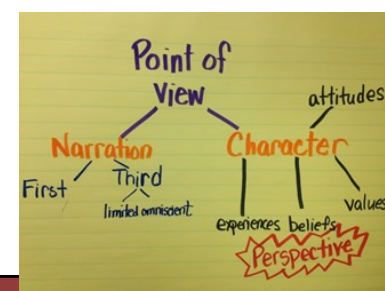 Point of
View
attitudes
Narration Character
First Third
limited omniscient
values
experiences beliefs
Perspective